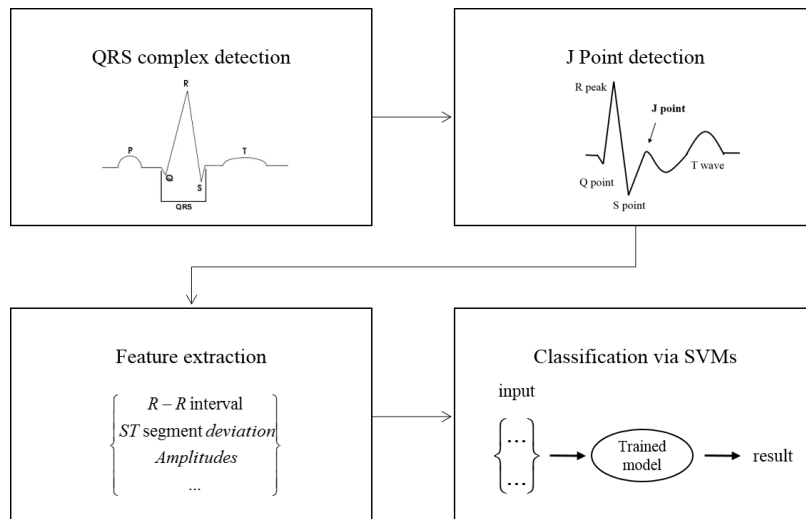 QRS complex detection
R
P
T
Q
S
QRS
J Point detection
R peak
J point
Q point
T wave
S point
Feature extraction
R – R interval
ST segment deviation
Amplitudes
...
Classification via SVMs
input
...
...
Trained
model
result